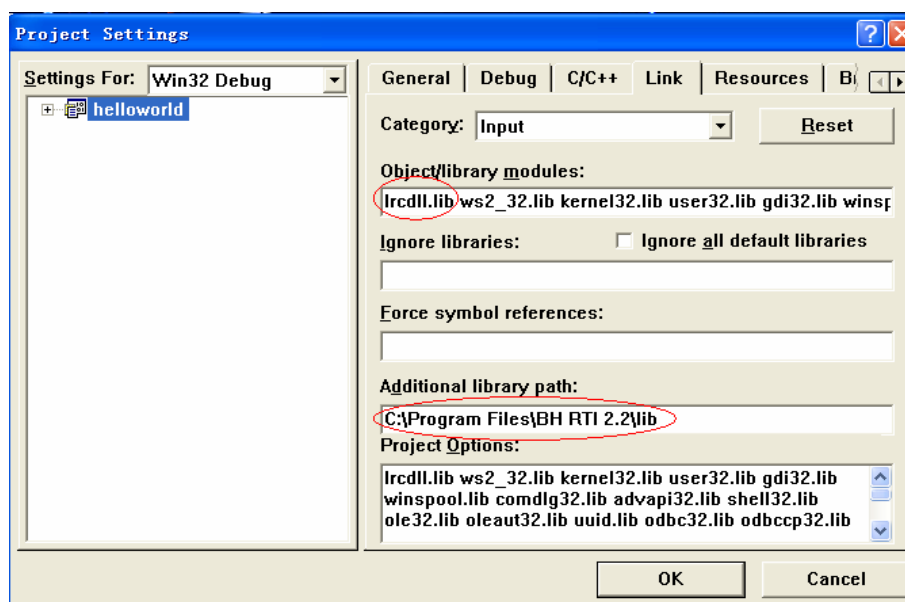 Project Settings
Settings For: Win32 Debug
helloworld
General Debug C/C++ Link Resources
Category: Input Reset
Object/library modules:
lrcdll.lib ws2_32.lib kernel32.lib user32.lib gdi32.lib winsp
Ignore libraries: Ignore all default libraries
Force symbol references:
Additional library path:
C:\Program Files\BH RTI 2.2\lib
Project Options:
lrcdll.lib ws2_32.lib kernel32.lib user32.lib gdi32.lib
winspool.lib comdlg32.lib advapi32.lib shell32.lib
ole32.lib oleaut32.lib uuid.lib odbc32.lib odbccp32.lib
OK Cancel